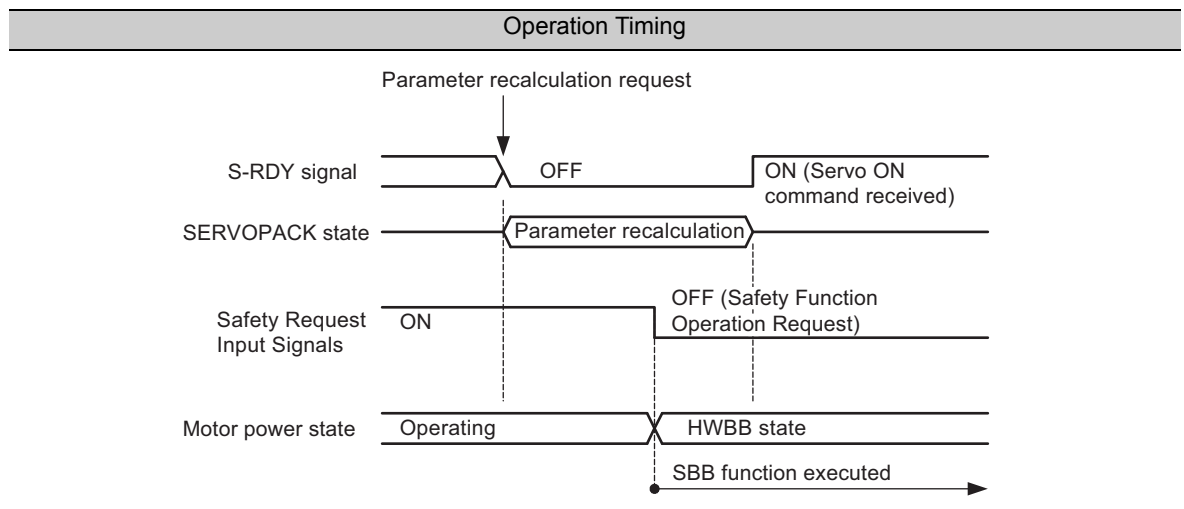 Operation Timing
Parameter recalculation request
S-RDY signal
OFF
ON (Servo ON
command received)
SERVOPACK state
Parameter recalculation
Safety Request
Input Signals
ON
OFF (Safety Function
Operation Request)
Motor power state
Operating
HWBB state
SBB function executed